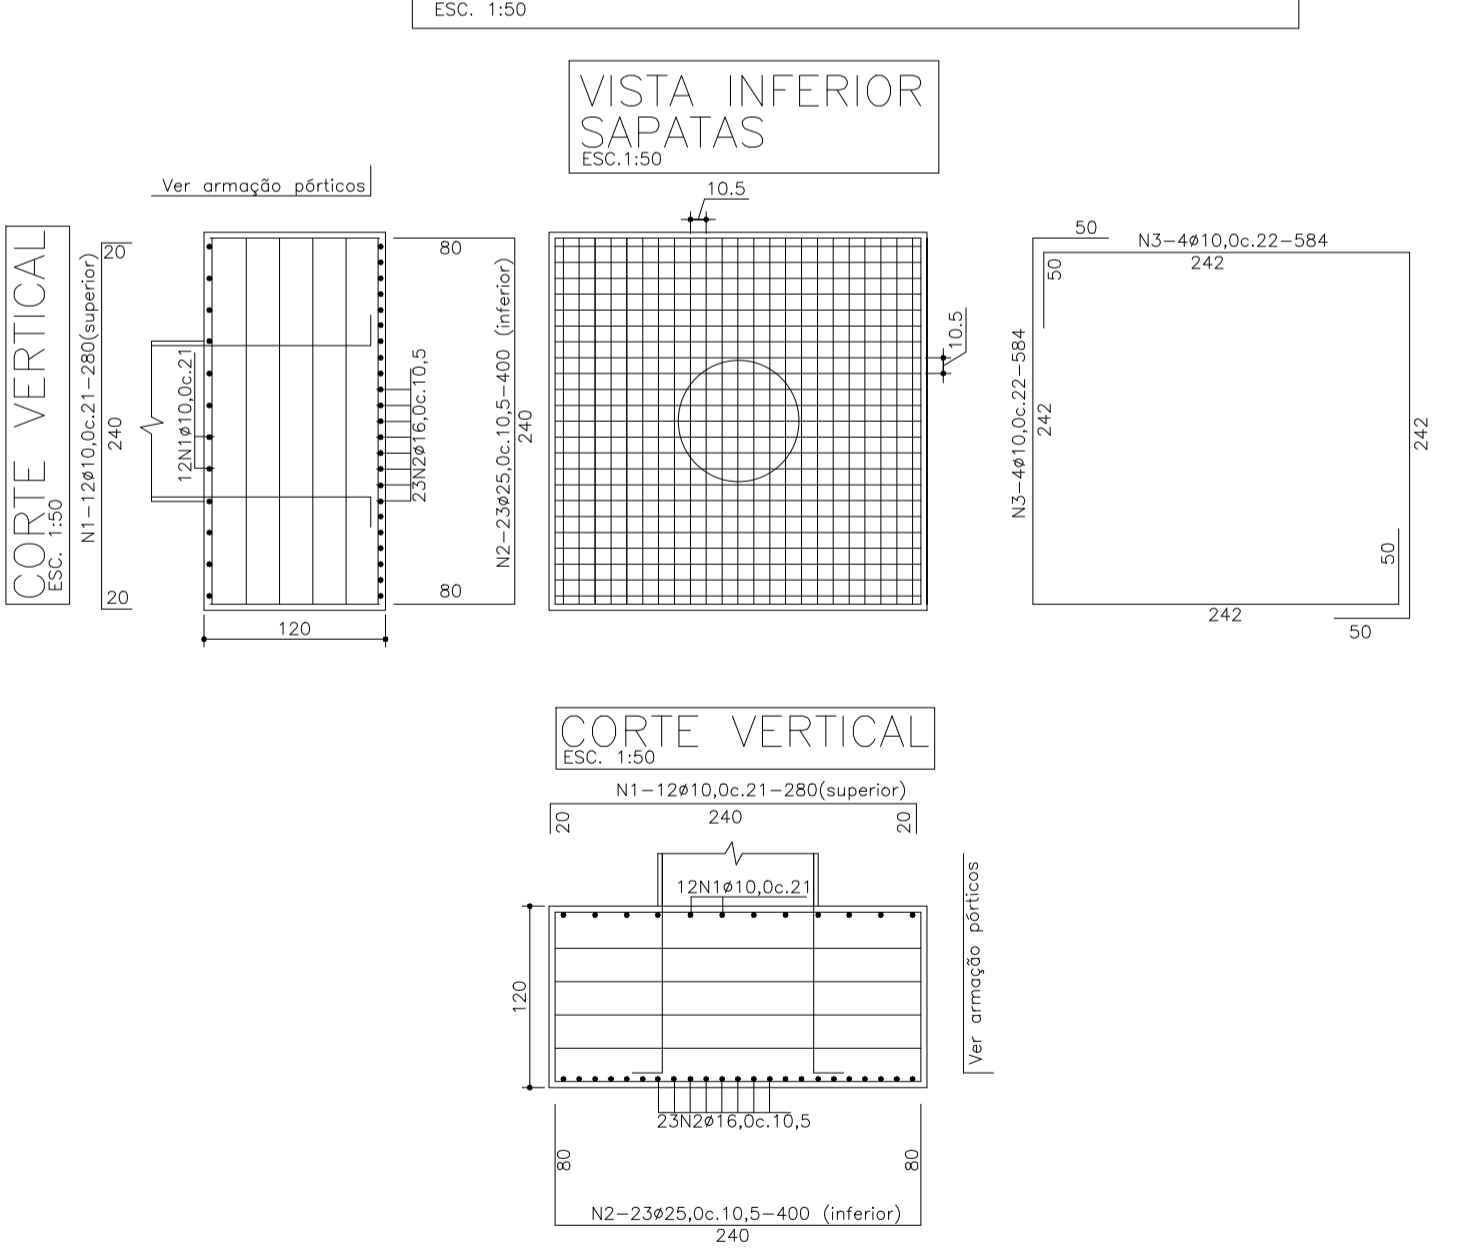 ESC. 1:50
VISTA INFERIOR
SAPATAS
ESC.1:50
Ver armação pórticos
10.5
CORTE VERTICAL
ESC. 1:50
N1-12ø10,0c.21-280(superior)
20
240
20
12N1ø10,0c.21
23N2ø16,0c.10,5
80
80
N2-23ø25,0c.10,5-400 (inferior)
240
120
10.5
50
N3-4ø10,0c.22-584
242
50
N3-4ø10,0c.22-584
242
242
50
242
50
CORTE VERTICAL
ESC. 1:50
N1-12ø10,0c.21-280(superior)
20
240
20
12N1ø10,0c.21
Ver armação pórticos
120
23N2ø16,0c.10,5
80
80
N2-23ø25,0c.10,5-400 (inferior)
240